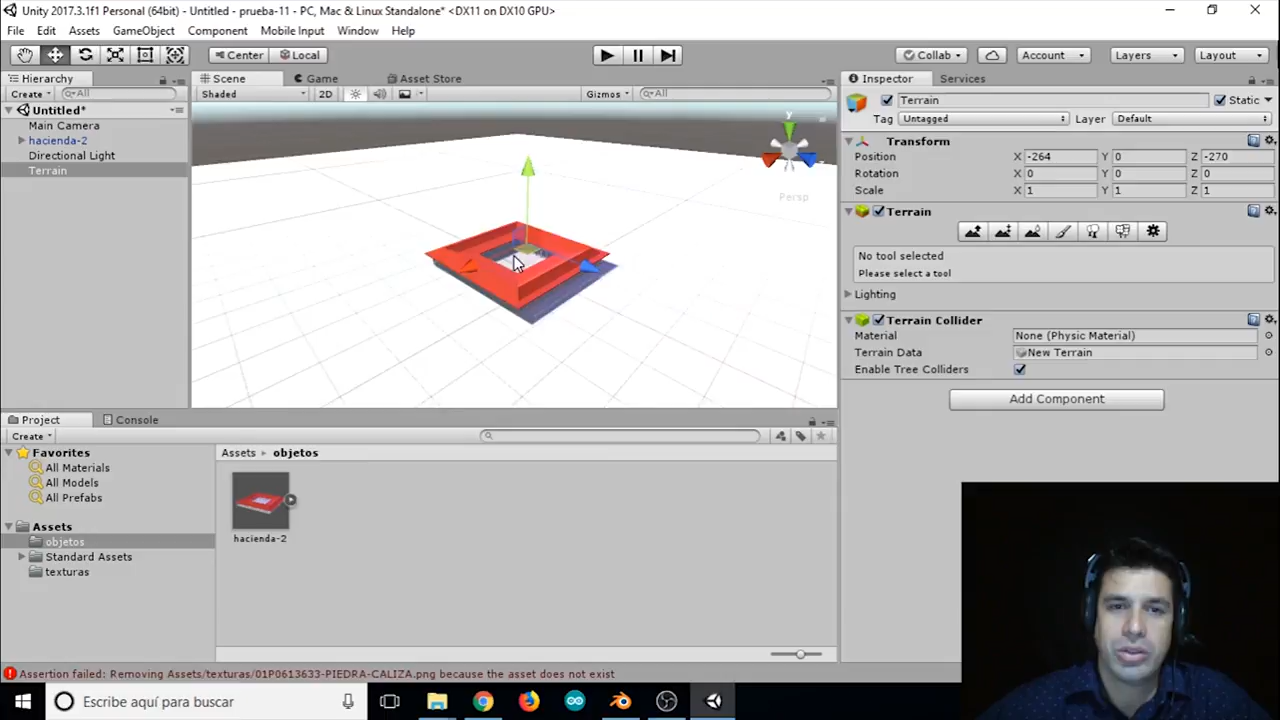 Unity 2017.3.1f1 Personal (64bit) - Untitled - prueba-11 - PC, Mac & Linux Standalone* <DX11 on DX10 GPU>
File Edit Assets GameObject Component Mobile Input Window Help
Center Local Collab Account Layers Layout
Hierarchy Scene Game Asset Store Inspector Services
Create All Shaded 2D Gizmos All Terrain Static
Untitled* Tag Untagged Layer Default
Main Camera
hacienda-2 Transform
Directional Light Position X -264 Y 0 Z -270
Terrain Rotation X 0 Y 0 Z 0
Scale X 1 Y 1 Z 1
y
Persp
Terrain
No tool selected
Please select a tool
Lighting
Terrain Collider
Material None (Physic Material)
Terrain Data New Terrain
Enable Tree Colliders
Add Component
Project Console
Create
Favorites Assets objetos
All Materials
All Models
All Prefabs
Assets hacienda-2
objetos
Standard Assets
texturas
Assertion failed: Removing Assets/texturas/01P0613633-PIEDRA-CALIZA.png because the asset does not exist
Escribe aquí para buscar